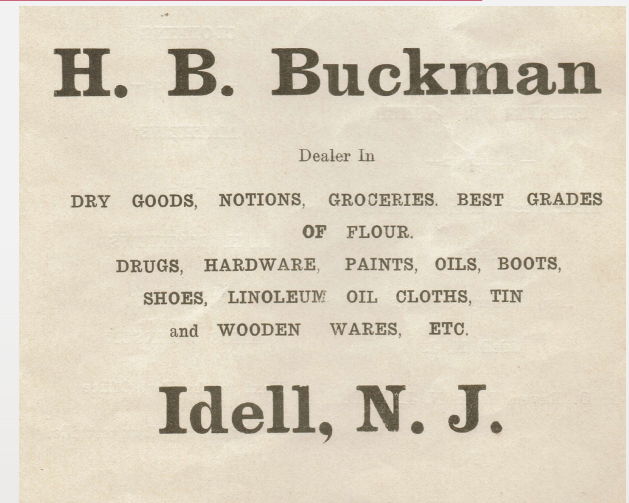 H. B. Buckman
Dealer In
DRY GOODS, NOTIONS, GROCERIES. BEST GRADES
OF FLOUR.
DRUGS, HARDWARE, PAINTS, OILS, BOOTS,
SHOES, LINOLEUM OIL CLOTHS, TIN
and WOODEN WARES, ETC.
Idell, N. J.